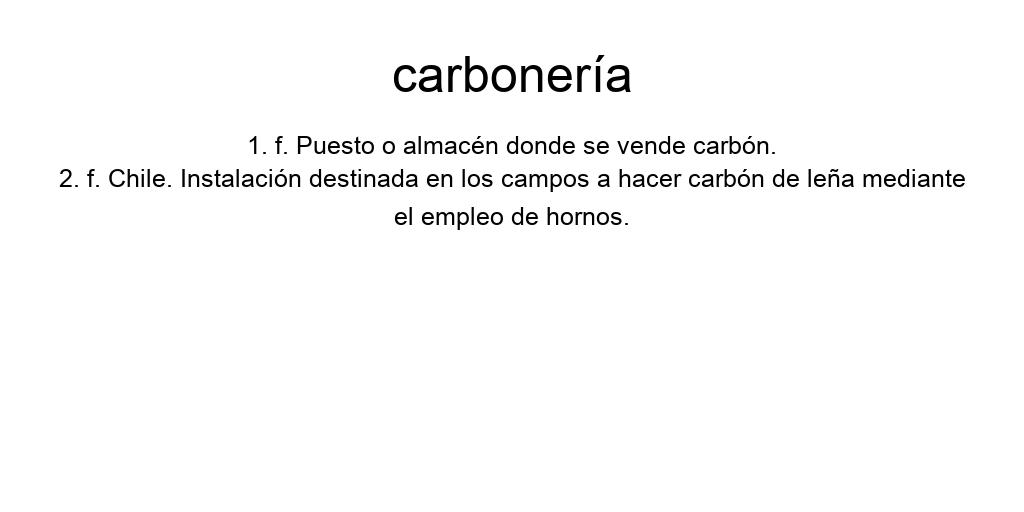 carbonería
1. f. Puesto o almacén donde se vende carbón.
2. f. Chile. Instalación destinada en los campos a hacer carbón de leña mediante
el empleo de hornos.